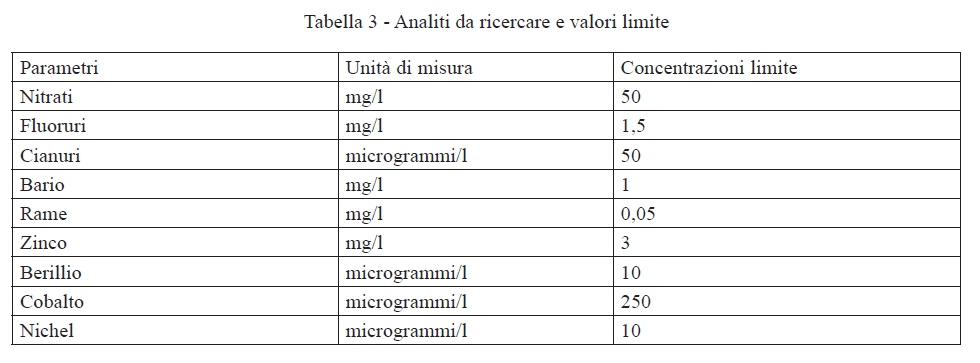 Tabella 3 - Analiti da ricercare e valori limite
Parametri Unità di misura Concentrazioni limite
Nitrati mg/l 50
Fluoruri mg/l 1,5
Cianuri microgrammi/l 50
Bario mg/l 1
Rame mg/l 0,05
Zinco mg/l 3
Berillio microgrammi/l 10
Cobalto microgrammi/l 250
Nichel microgrammi/l 10